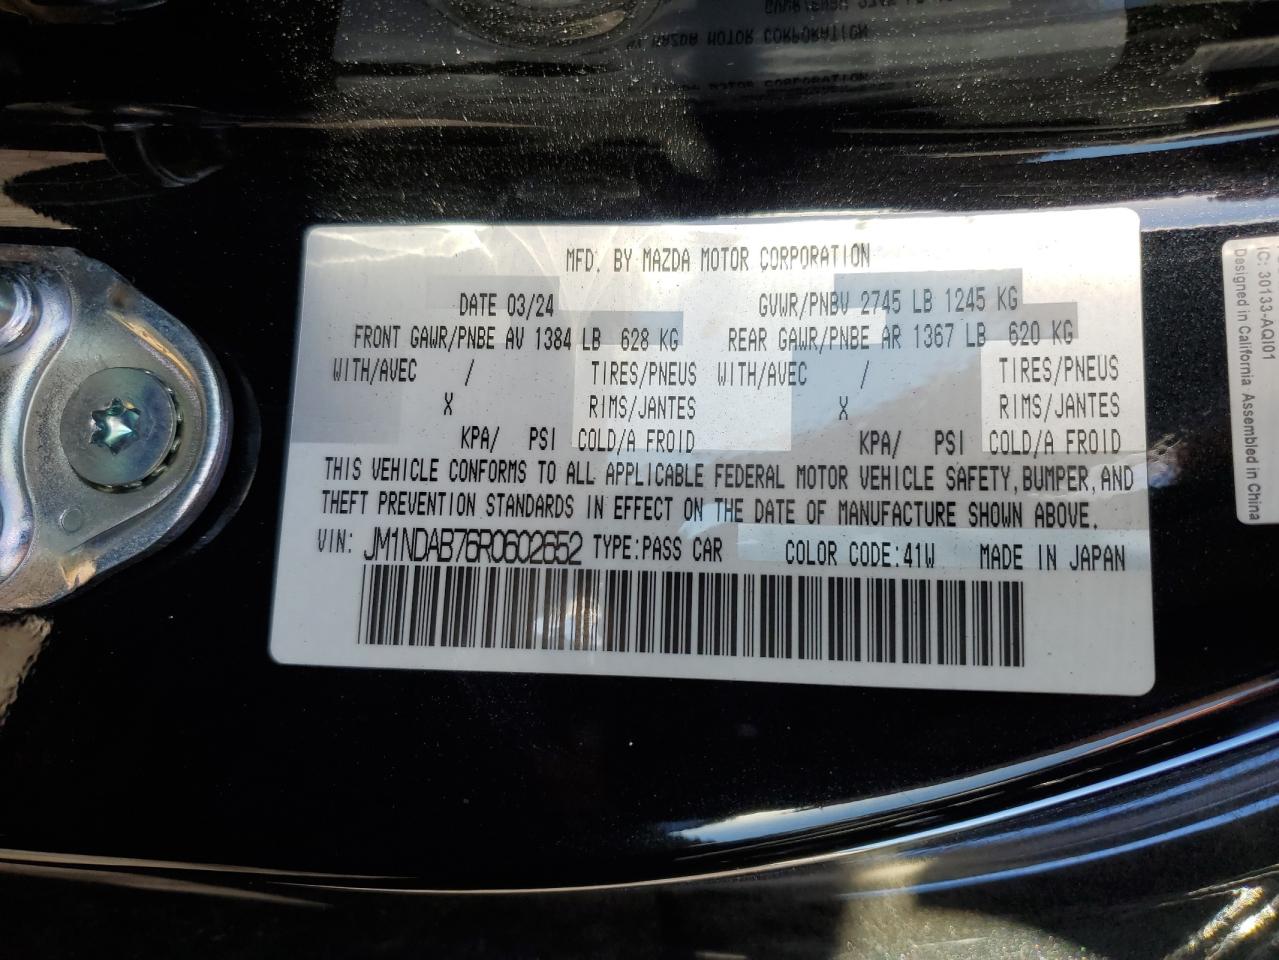 MFD. BY MAZDA MOTOR CORPORATION
DATE 03/24 GVWR/PNBV 2745 LB 1245 KG
FRONT GAWR/PNBE AV 1384 LB 628 KG REAR GAWR/PNBE AR 1367 LB 620 KG
WITH/AVEC / TIRES/PNEUS WITH/AVEC / TIRES/PNEUS
X RIMS/JANTES X RIMS/JANTES
KPA/ PSI COLD/A FROID KPA/ PSI COLD/A FROID
THIS VEHICLE CONFORMS TO ALL APPLICABLE FEDERAL MOTOR VEHICLE SAFETY, BUMPER, AND
THEFT PREVENTION STANDARDS IN EFFECT ON THE DATE OF MANUFACTURE SHOWN ABOVE.
VIN: JM1NDAB76R0602652 TYPE:PASS CAR COLOR CODE:41W MADE IN JAPAN
IC: 30133-AQI01
Designed in California Assembled in China